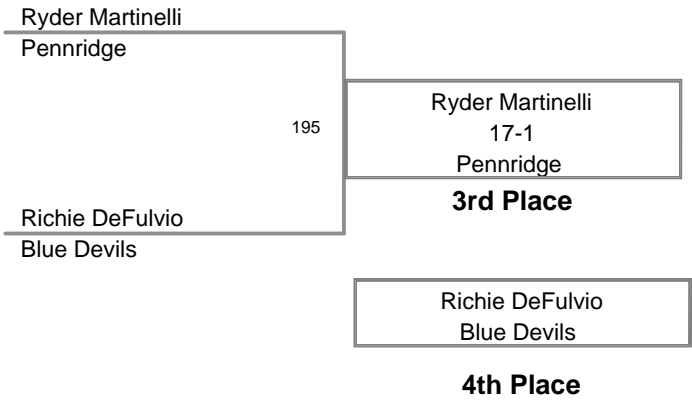 Ryder Martinelli
Pennridge
195
Ryder Martinelli
17-1
Pennridge
3rd Place
Richie DeFulvio
Blue Devils
Richie DeFulvio
Blue Devils
4th Place